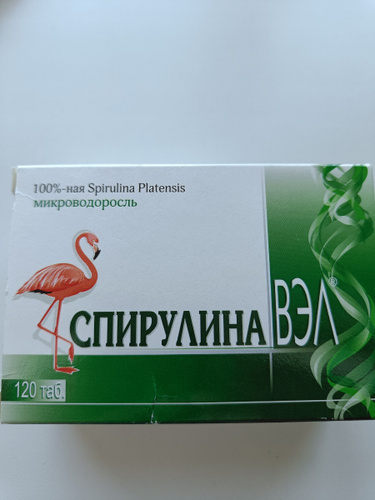 100%-ная Spirulina Platensis
микроводоросль
СПИРУЛИНА ВЭЛ®
120 таб.